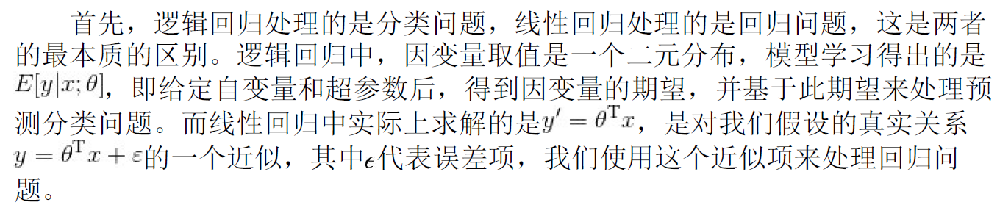 首先，逻辑回归处理的是分类问题，线性回归处理的是回归问题，这是两者
的最本质的区别。逻辑回归中，因变量取值是一个二元分布，模型学习得出的是
E[y|x;θ]，即给定自变量和超参数后，得到因变量的期望，并基于此期望来处理预
测分类问题。而线性回归中实际上求解的是y′ = θᵀx，是对我们假设的真实关系
y = θᵀx + ε的一个近似，其中ϵ代表误差项，我们使用这个近似项来处理回归问
题。